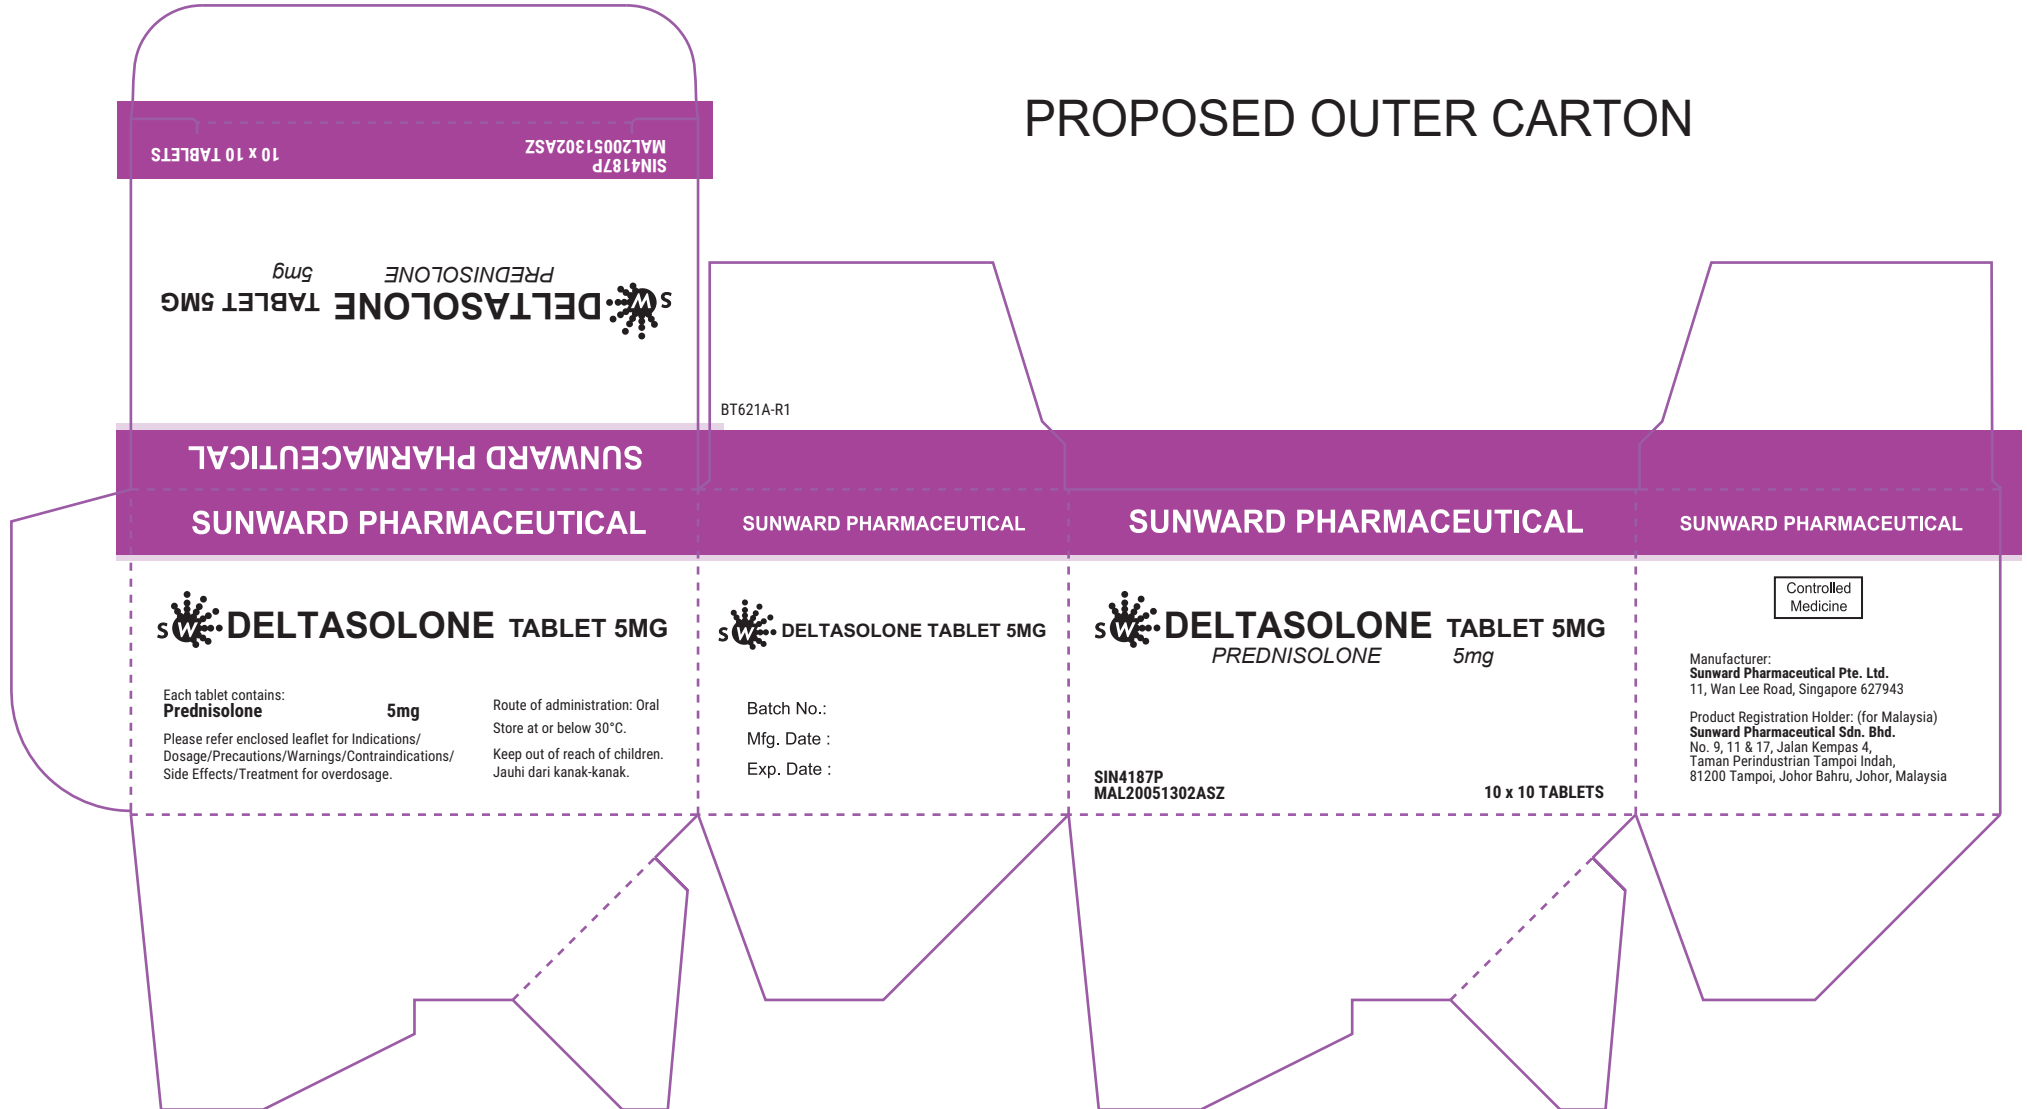 PROPOSED OUTER CARTON
SIN4187P
MAL20051302ASZ
10 x 10 TABLETS
SW DELTASOLONE TABLET 5MG
PREDNISOLONE 5mg
SUNWARD PHARMACEUTICAL
BT621A-R1
SUNWARD PHARMACEUTICAL
SW DELTASOLONE TABLET 5MG
Each tablet contains:
Prednisolone 5mg
Please refer enclosed leaflet for Indications/
Dosage/Precautions/Warnings/Contraindications/
Side Effects/Treatment for overdosage.
Route of administration: Oral
Store at or below 30°C.
Keep out of reach of children.
Jauhi dari kanak-kanak.
SUNWARD PHARMACEUTICAL
SW DELTASOLONE TABLET 5MG
Batch No.:
Mfg. Date :
Exp. Date :
SUNWARD PHARMACEUTICAL
SW DELTASOLONE TABLET 5MG
PREDNISOLONE 5mg
SIN4187P
MAL20051302ASZ
10 x 10 TABLETS
SUNWARD PHARMACEUTICAL
Controlled
Medicine
Manufacturer:
Sunward Pharmaceutical Pte. Ltd.
11, Wan Lee Road, Singapore 627943
Product Registration Holder: (for Malaysia)
Sunward Pharmaceutical Sdn. Bhd.
No. 9, 11 & 17, Jalan Kempas 4,
Taman Perindustrian Tampoi Indah,
81200 Tampoi, Johor Bahru, Johor, Malaysia